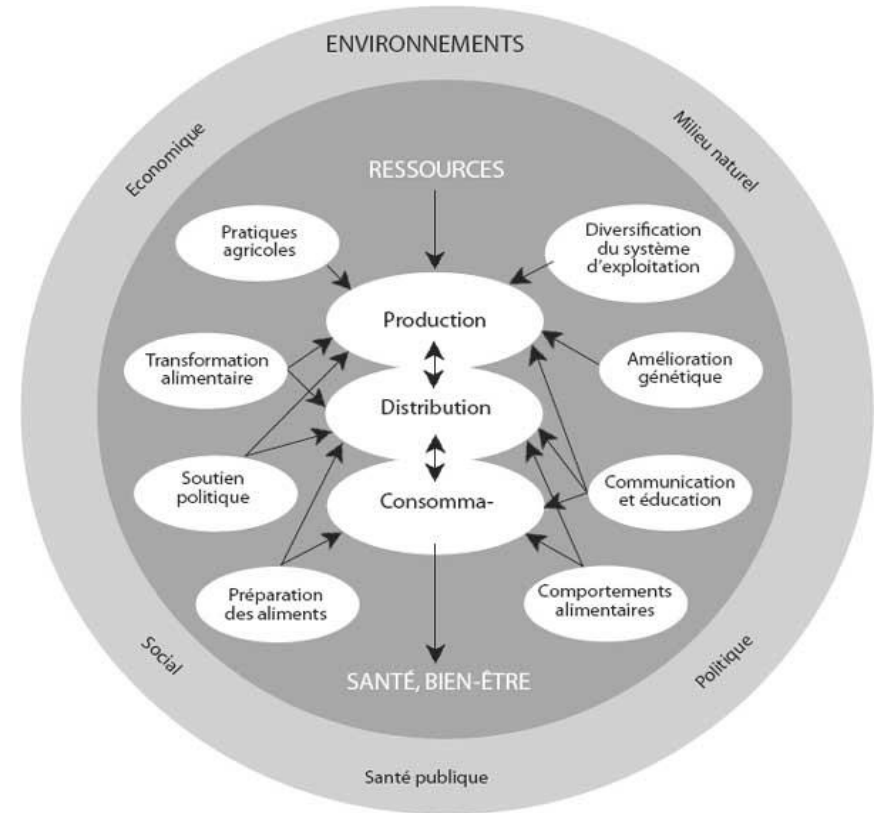 ENVIRONNEMENTS
Economique
Milieu naturel
RESSOURCES
Pratiques
agricoles
Diversification
du système
d'exploitation
Production
Transformation
alimentaire
Amélioration
génétique
Distribution
Soutien
politique
Communication
et éducation
Consomma-
Préparation
des aliments
Comportements
alimentaires
Social
Politique
SANTÉ, BIEN-ÊTRE
Santé publique